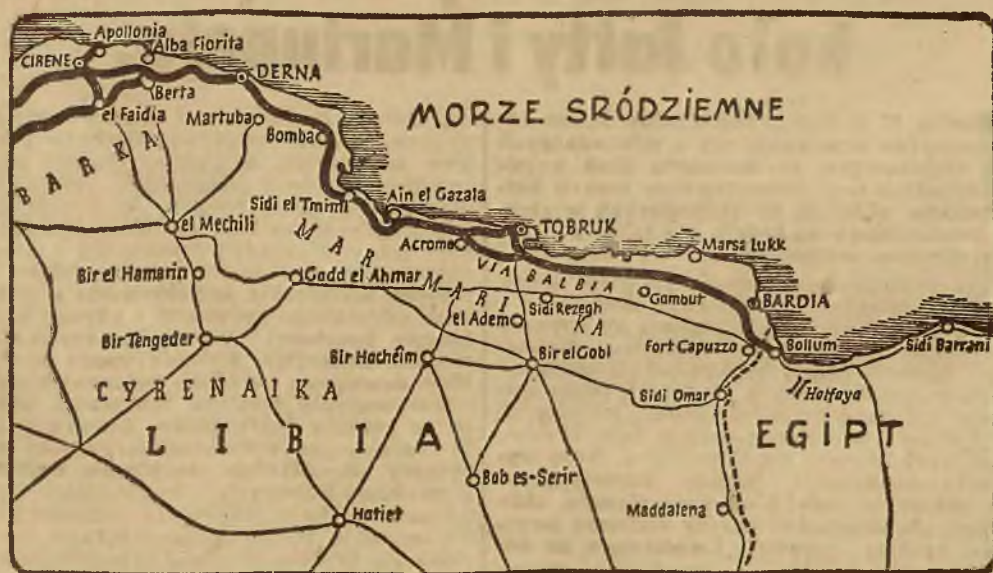 Apollonia
Alba Fiorita
CIRENE
DERNA
Berta
el Faidia
Martuba
Bomba
MORZE SRÓDZIEMNE
BARKA
Sidi el Tmimi
Ain el Gazala
el Mechili
TOBRUK
Acroma
Marsa Lukk
MARMARIKA
VIA BALBIA
Bir el Hamarin
Gadd el Ahmar
Sidi Rezegh
Gambut
BARDIA
el Adem
Bir Tengeder
Bir Hacheim
Bir el Gobi
Fort Capuzzo
Sollum
Sidi Barrani
CYRENAIKA
Sidi Omar
Halfaya
LIBIA
EGIPT
Bab es-Serir
Maddalena
Hatiet